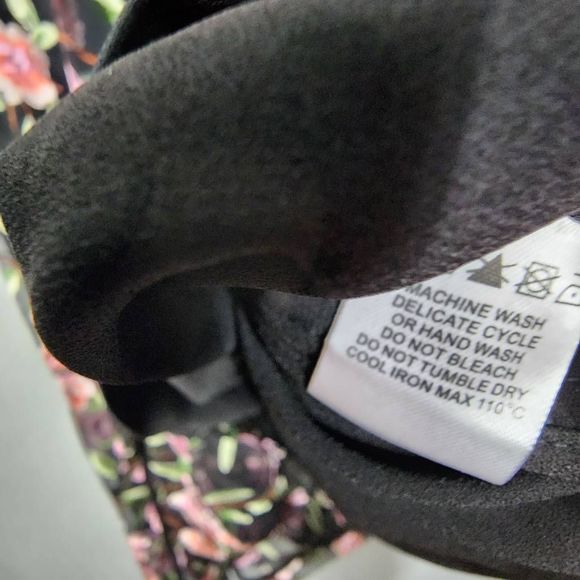 MACHINE WASH
DELICATE CYCLE
OR HAND WASH
DO NOT BLEACH
DO NOT TUMBLE DRY
COOL IRON MAX 110°C